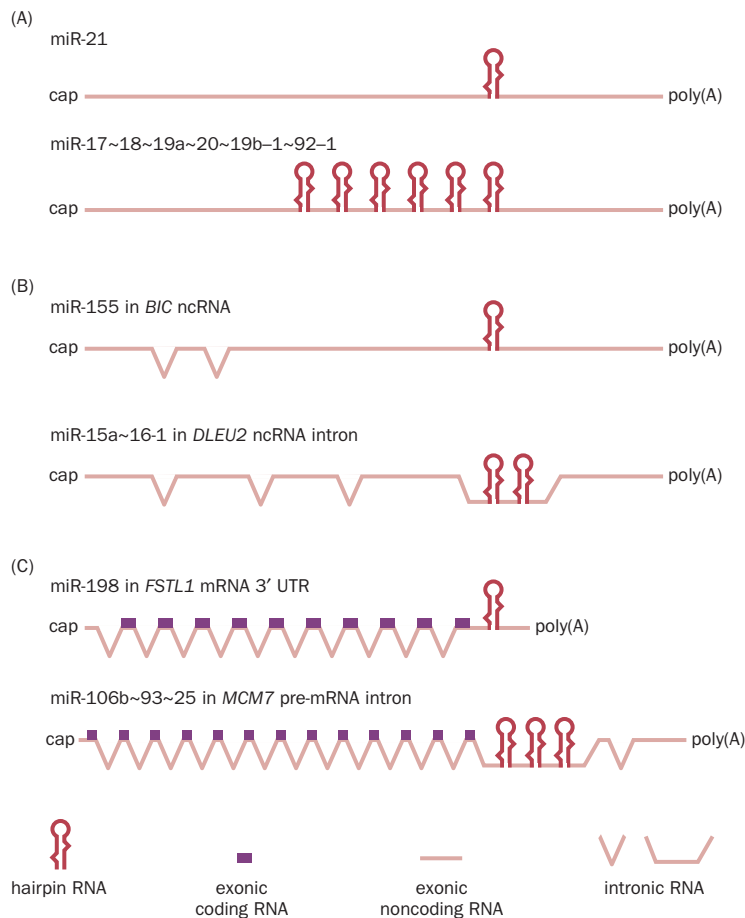 (A)
miR-21
cap poly(A)
miR-17~18~19a~20~19b–1~92–1
cap poly(A)
(B)
miR-155 in BIC ncRNA
cap poly(A)
miR-15a~16-1 in DLEU2 ncRNA intron
cap poly(A)
(C)
miR-198 in FSTL1 mRNA 3′ UTR
cap poly(A)
miR-106b~93~25 in MCM7 pre-mRNA intron
cap poly(A)
hairpin RNA
exonic
coding RNA
exonic
noncoding RNA
intronic RNA